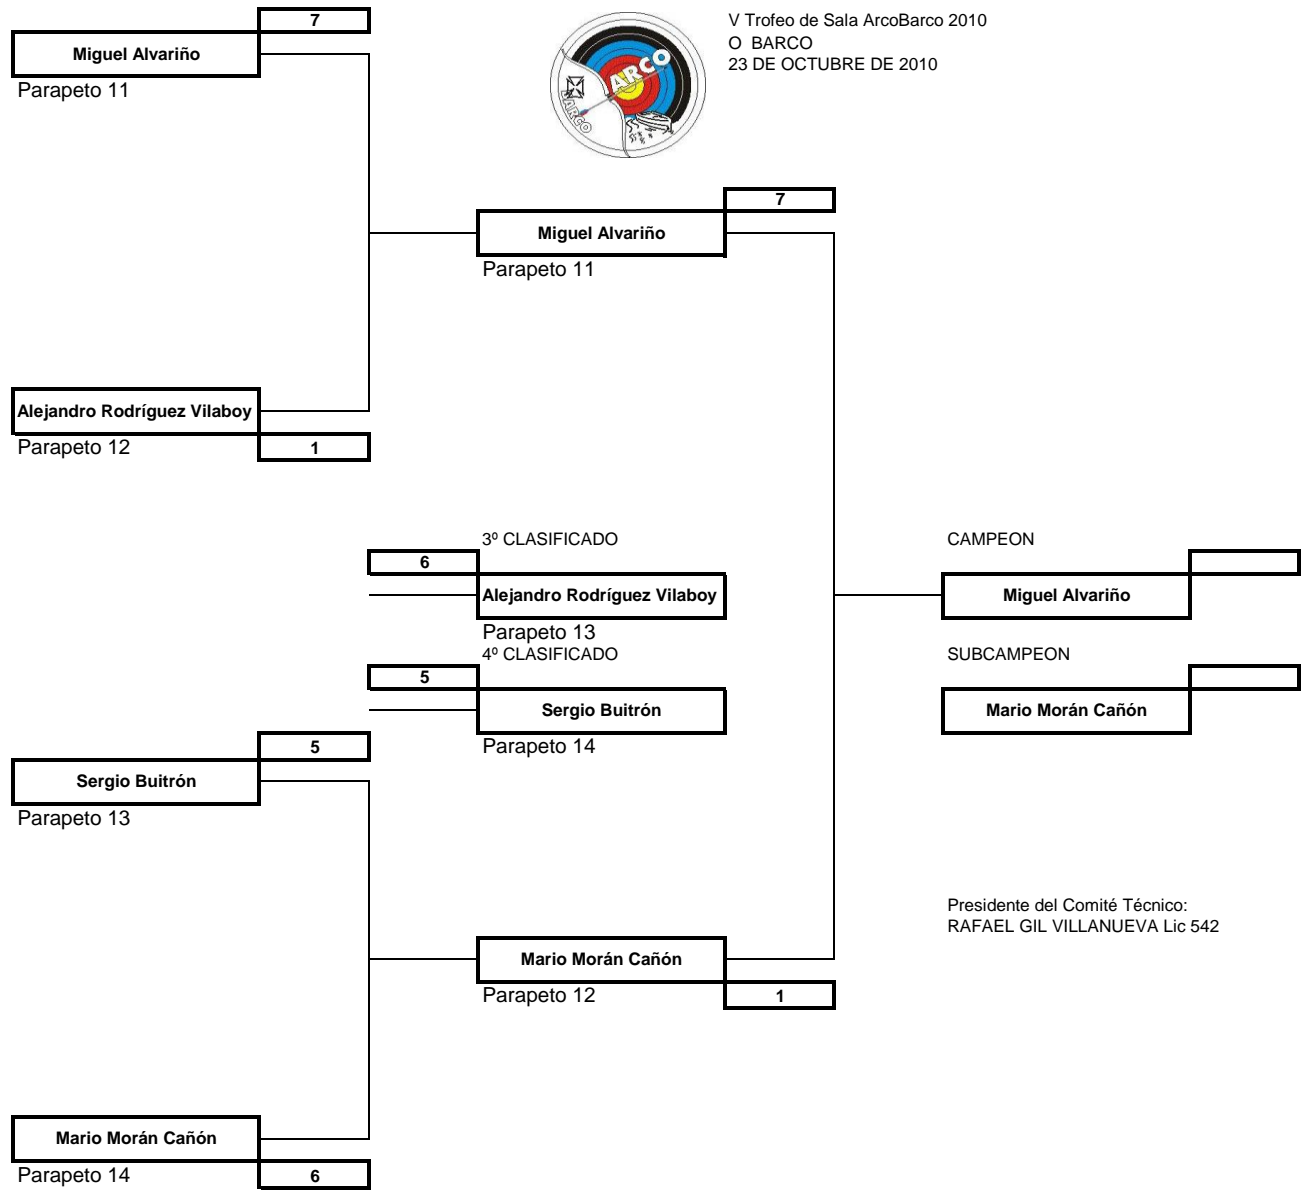 7
Miguel Alvariño
Parapeto 11
ARCO
BARCO
V Trofeo de Sala ArcoBarco 2010
O BARCO
23 DE OCTUBRE DE 2010
7
Miguel Alvariño
Parapeto 11
Alejandro Rodríguez Vilaboy
Parapeto 12
1
3º CLASIFICADO
6
Alejandro Rodríguez Vilaboy
Parapeto 13
4º CLASIFICADO
5
Sergio Buitrón
Parapeto 14
CAMPEON
Miguel Alvariño
SUBCAMPEON
Mario Morán Cañón
5
Sergio Buitrón
Parapeto 13
Presidente del Comité Técnico:
RAFAEL GIL VILLANUEVA Lic 542
Mario Morán Cañón
Parapeto 12
1
Mario Morán Cañón
Parapeto 14
6